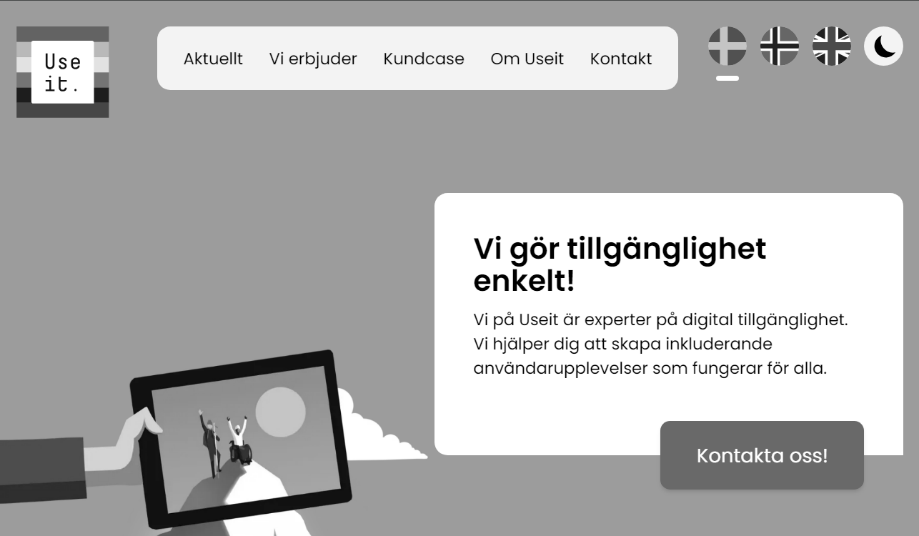 Use
it.
Aktuellt Vi erbjuder Kundcase Om Useit Kontakt
Vi gör tillgänglighet
enkelt!
Vi på Useit är experter på digital tillgänglighet.
Vi hjälper dig att skapa inkluderande
användarupplevelser som fungerar för alla.
Kontakta oss!